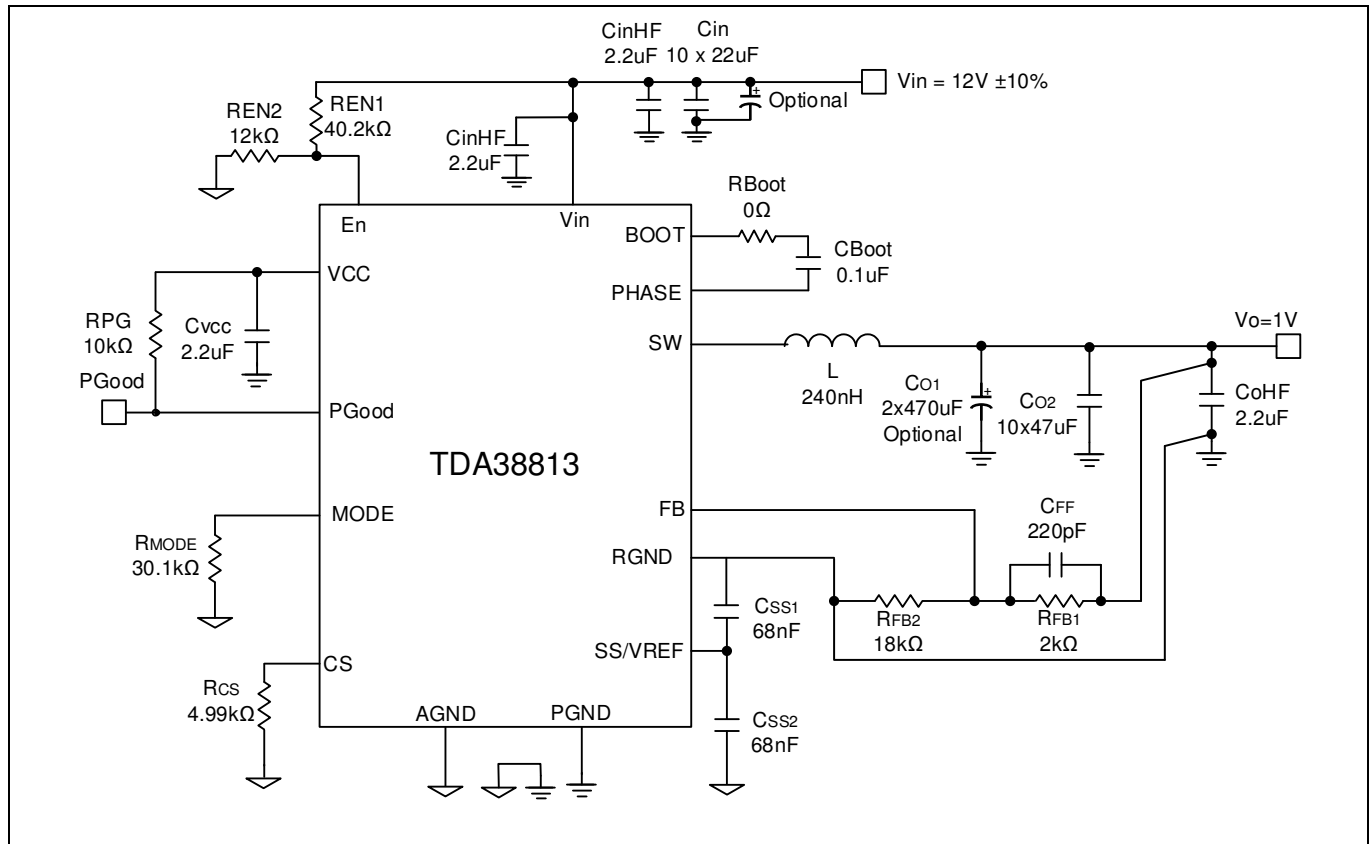 CinHF
2.2uF
Cin
10 x 22uF
Vin = 12V ±10%
Optional
REN2
12kΩ
REN1
40.2kΩ
CinHF
2.2uF
En
Vin
RBoot
0Ω
BOOT
CBoot
0.1uF
PHASE
VCC
RPG
10kΩ
Cvcc
2.2uF
PGood
PGood
SW
L
240nH
Vo=1V
CO1
2x470uF
Optional
CO2
10x47uF
CoHF
2.2uF
TDA38813
MODE
RMODE
30.1kΩ
FB
RGND
CFF
220pF
RFB2
18kΩ
RFB1
2kΩ
CSS1
68nF
SS/VREF
CS
RCS
4.99kΩ
AGND
PGND
CSS2
68nF